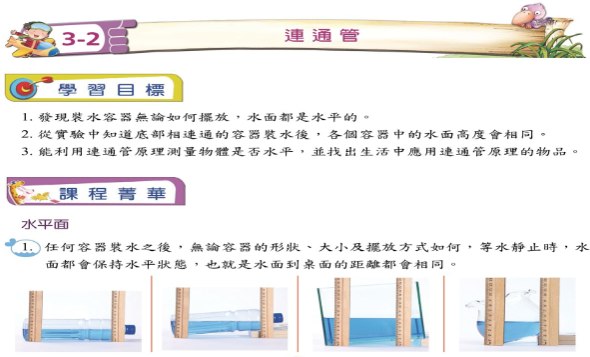 3-2
連通管
學習目標
1. 發現裝水容器無論如何擺放，水面都是水平的。
2. 從實驗中知道底部相連通的容器裝水後，各個容器中的水面高度會相同。
3. 能利用連通管原理測量物體是否水平，並找出生活中應用連通管原理的物品。
課程菁華
水平面
1. 任何容器裝水之後，無論容器的形狀、大小及擺放方式如何，等水靜止時，水
面都會保持水平狀態，也就是水面到桌面的距離都會相同。